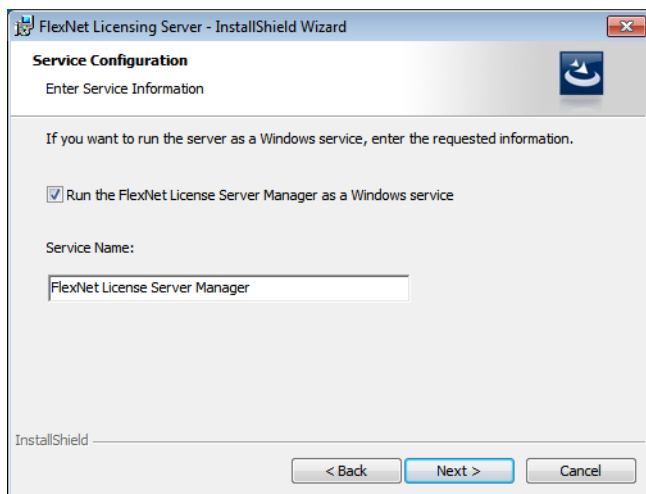 FlexNet Licensing Server - InstallShield Wizard
Service Configuration
Enter Service Information
If you want to run the server as a Windows service, enter the requested information.
Run the FlexNet License Server Manager as a Windows service
Service Name:
FlexNet License Server Manager
InstallShield
< Back Next > Cancel